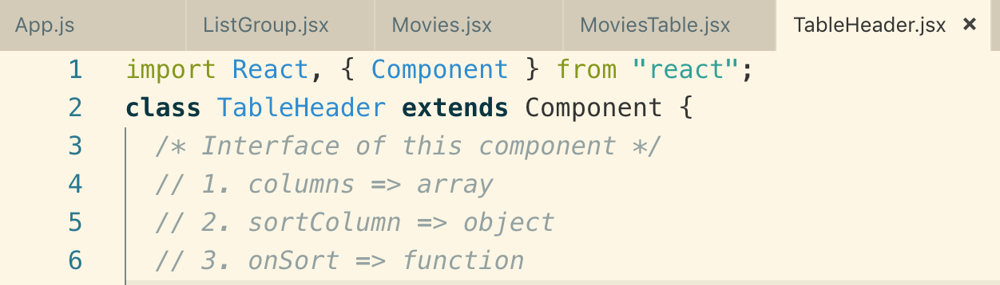 App.js ListGroup.jsx Movies.jsx MoviesTable.jsx TableHeader.jsx ×
1 import React, { Component } from "react";
2 class TableHeader extends Component {
3 /* Interface of this component */
4 // 1. columns => array
5 // 2. sortColumn => object
6 // 3. onSort => function